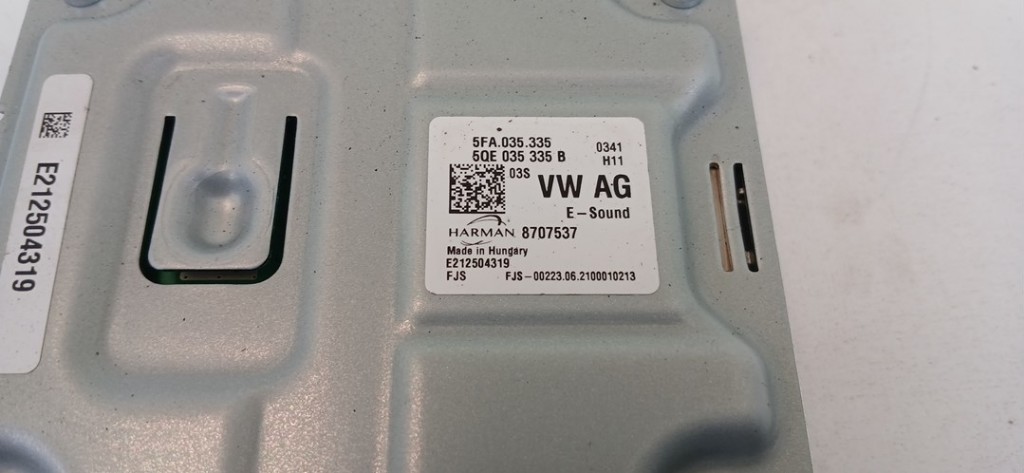 E212504319
5FA.035.335
5QE 035 335 B
0341
H11
03S
VW AG
E-Sound
HARMAN 8707537
Made in Hungary
E212504319
FJS FJS-00223.06.2100010213